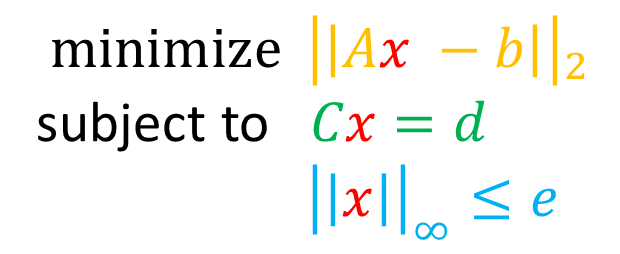 minimize ||Ax − b||₂
subject to Cx = d
||x||∞ ≤ e